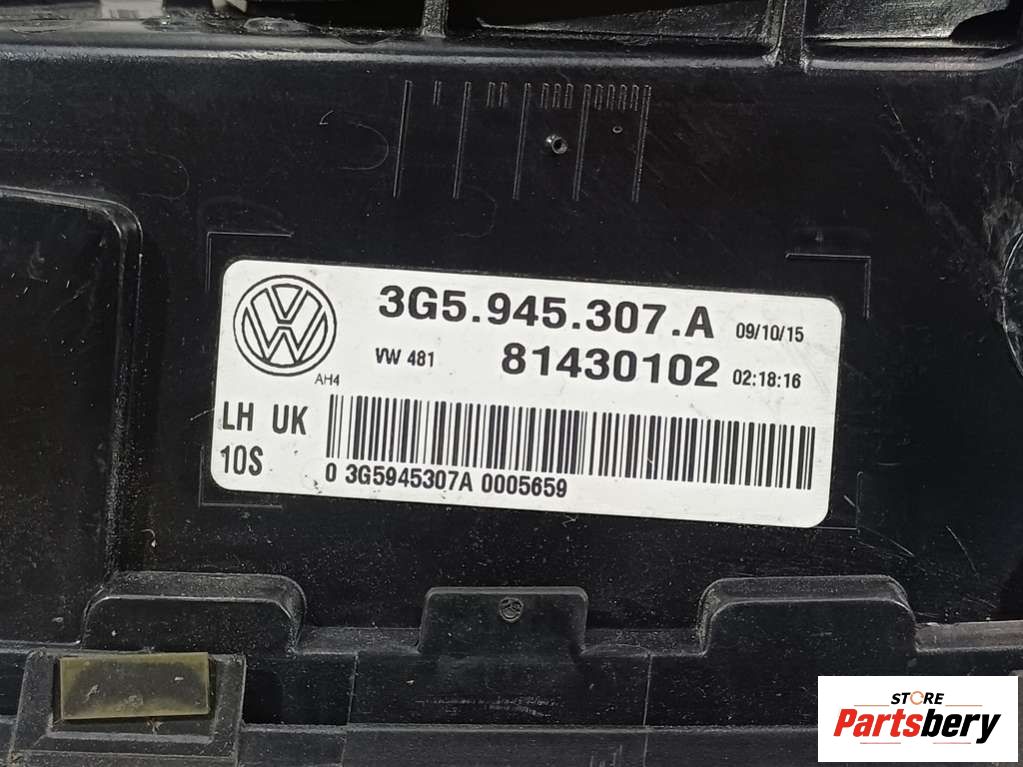 3G5.945.307.A 09/10/15
VW 481 81430102 02:18:16
AH4
LH UK
10S
0 3G5945307A 0005659
STORE
Partsbery